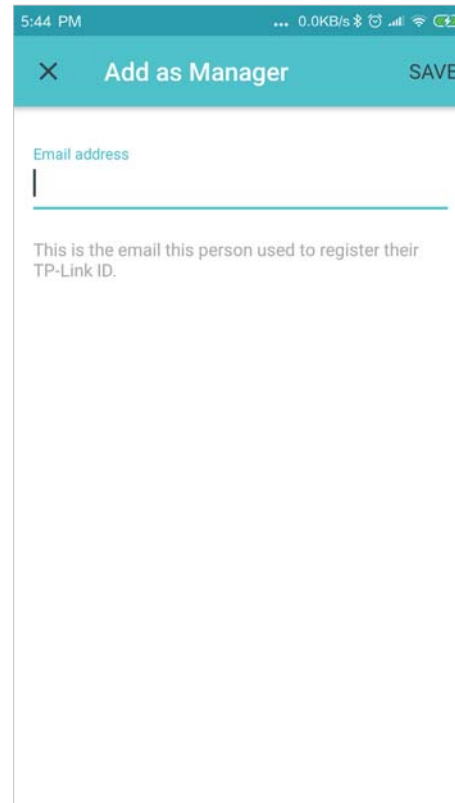 5:44 PM ... 0.0KB/s
Add as Manager SAVE
Email address
This is the email this person used to register their
TP-Link ID.